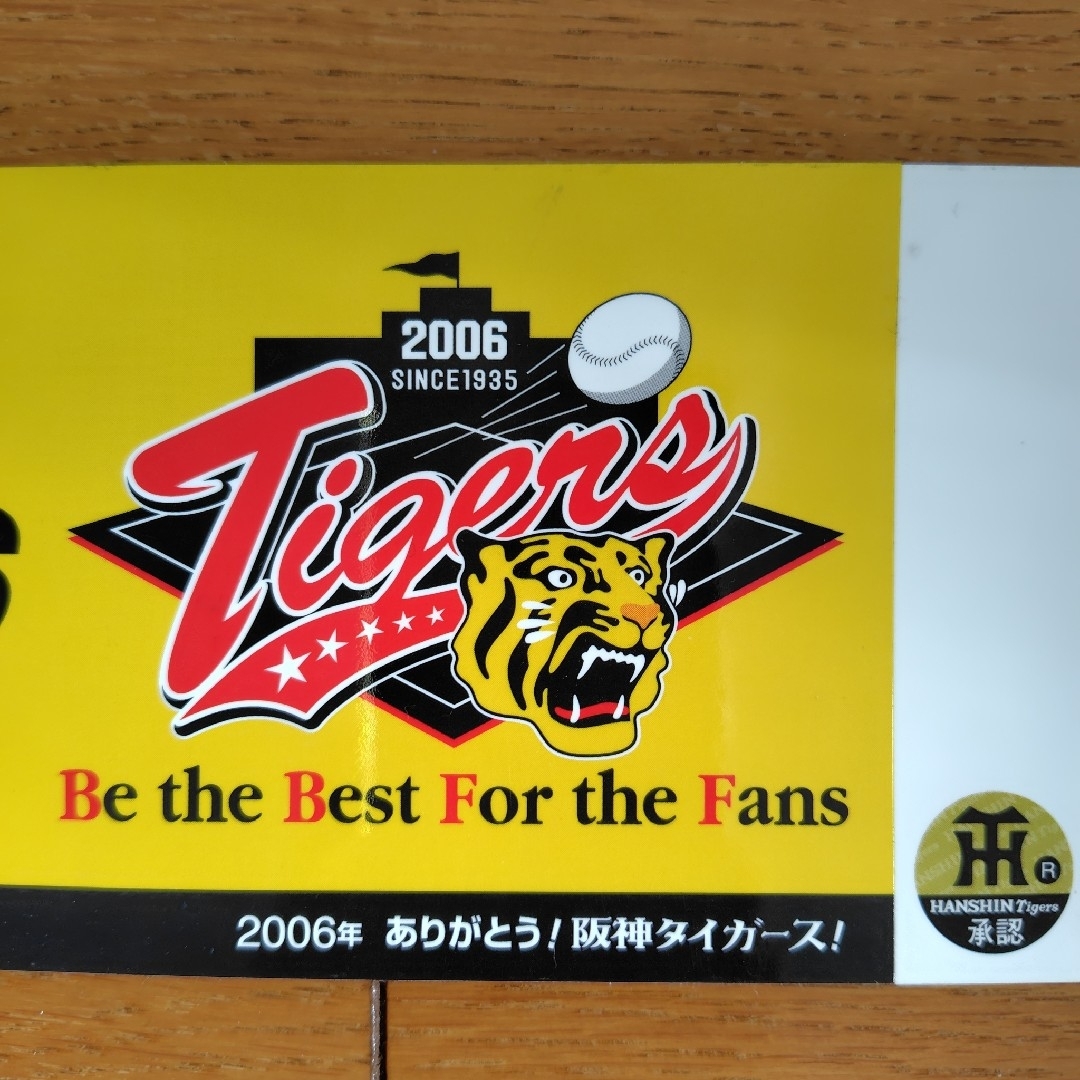 2006
SINCE1935
Tigers
Be the Best For the Fans
2006年 ありがとう!阪神タイガース!
HT
R
HANSHIN Tigers
承認